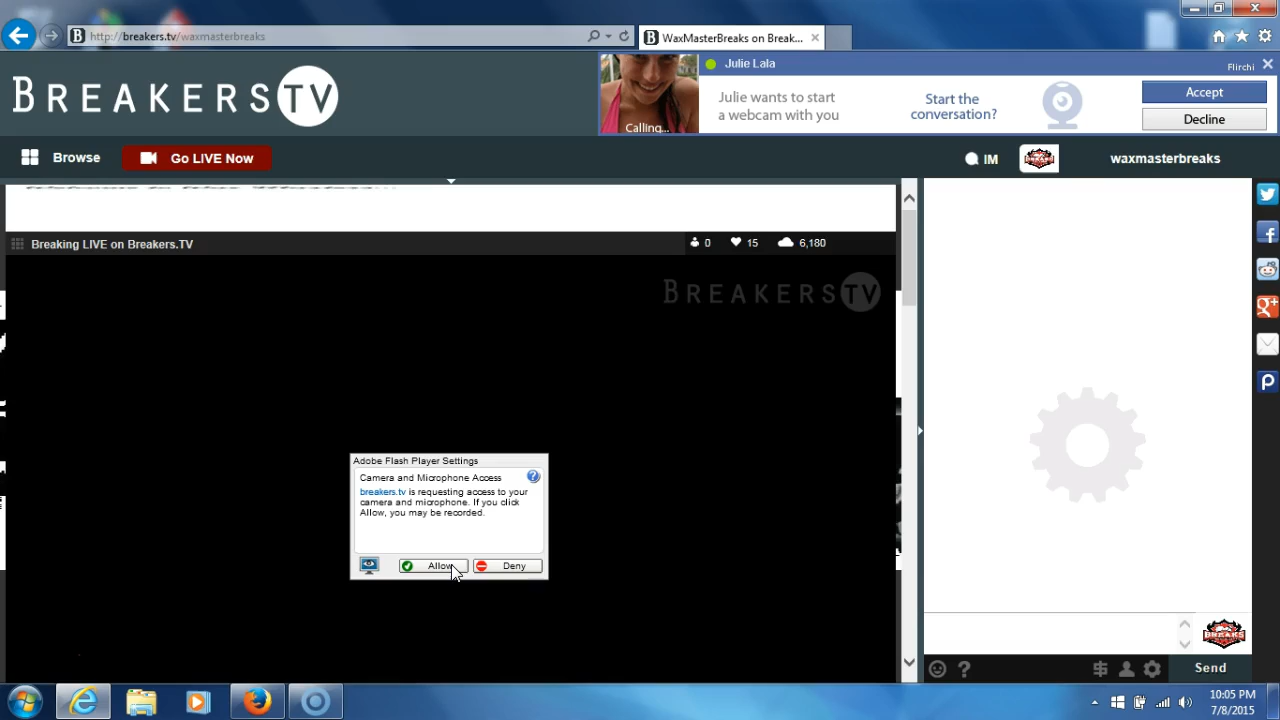 http://breakers.tv/waxmasterbreaks
B WaxMasterBreaks on Break...
BREAKERS TV
Julie Lala
Flirchi
Calling...
Julie wants to start
a webcam with you
Start the
conversation?
Accept
Decline
Browse
Go LIVE Now
IM
BREAKS
waxmasterbreaks
Breaking LIVE on Breakers.TV
0
15
6,180
BREAKERS TV
Adobe Flash Player Settings
Camera and Microphone Access
breakers.tv is requesting access to your
camera and microphone. If you click
Allow, you may be recorded.
Allow
Deny
BREAKS
Send
10:05 PM
7/8/2015